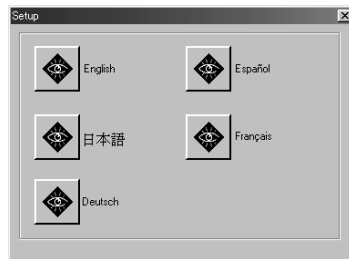 Setup
English
Español
日本語
Français
Deutsch